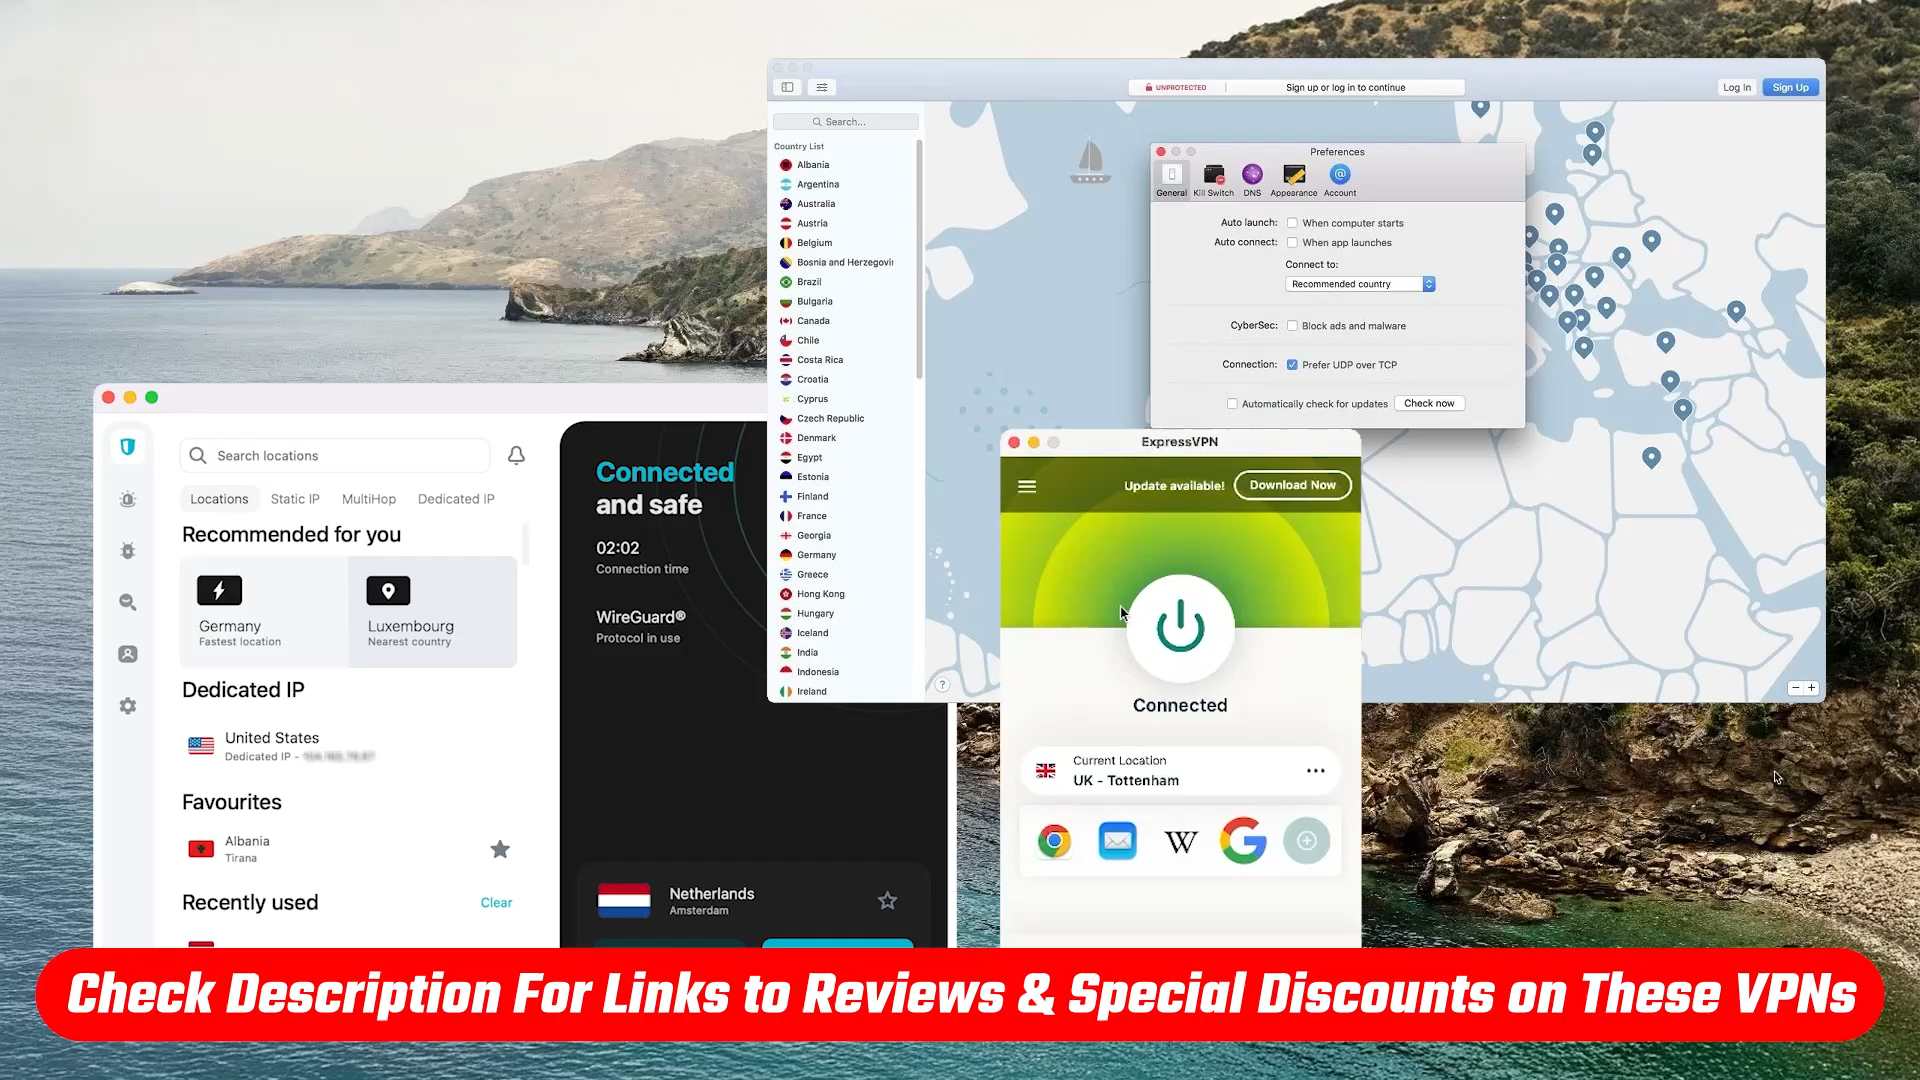 UNPROTECTED
Sign up or log in to continue
Log In
Sign Up
Search...
Country List
Albania
Argentina
Australia
Austria
Belgium
Bosnia and Herzegovi
Brazil
Bulgaria
Canada
Chile
Costa Rica
Croatia
Cyprus
Czech Republic
Denmark
Egypt
Estonia
Finland
France
Georgia
Germany
Greece
Hong Kong
Hungary
Iceland
India
Indonesia
Ireland
?
Preferences
General
Kill Switch
DNS
Appearance
Account
Auto launch: When computer starts
Auto connect: When app launches
Connect to:
Recommended country
CyberSec: Block ads and malware
Connection: Prefer UDP over TCP
Automatically check for updates
Check now
Search locations
Locations
Static IP
MultiHop
Dedicated IP
Recommended for you
Germany
Fastest location
Luxembourg
Nearest country
Dedicated IP
United States
Dedicated IP -
Favourites
Albania
Tirana
Recently used
Clear
Connected
and safe
02:02
Connection time
WireGuard®
Protocol in use
Netherlands
Amsterdam
ExpressVPN
Update available!
Download Now
Connected
Current Location
UK - Tottenham
W
G
Check Description For Links to Reviews & Special Discounts on These VPNs